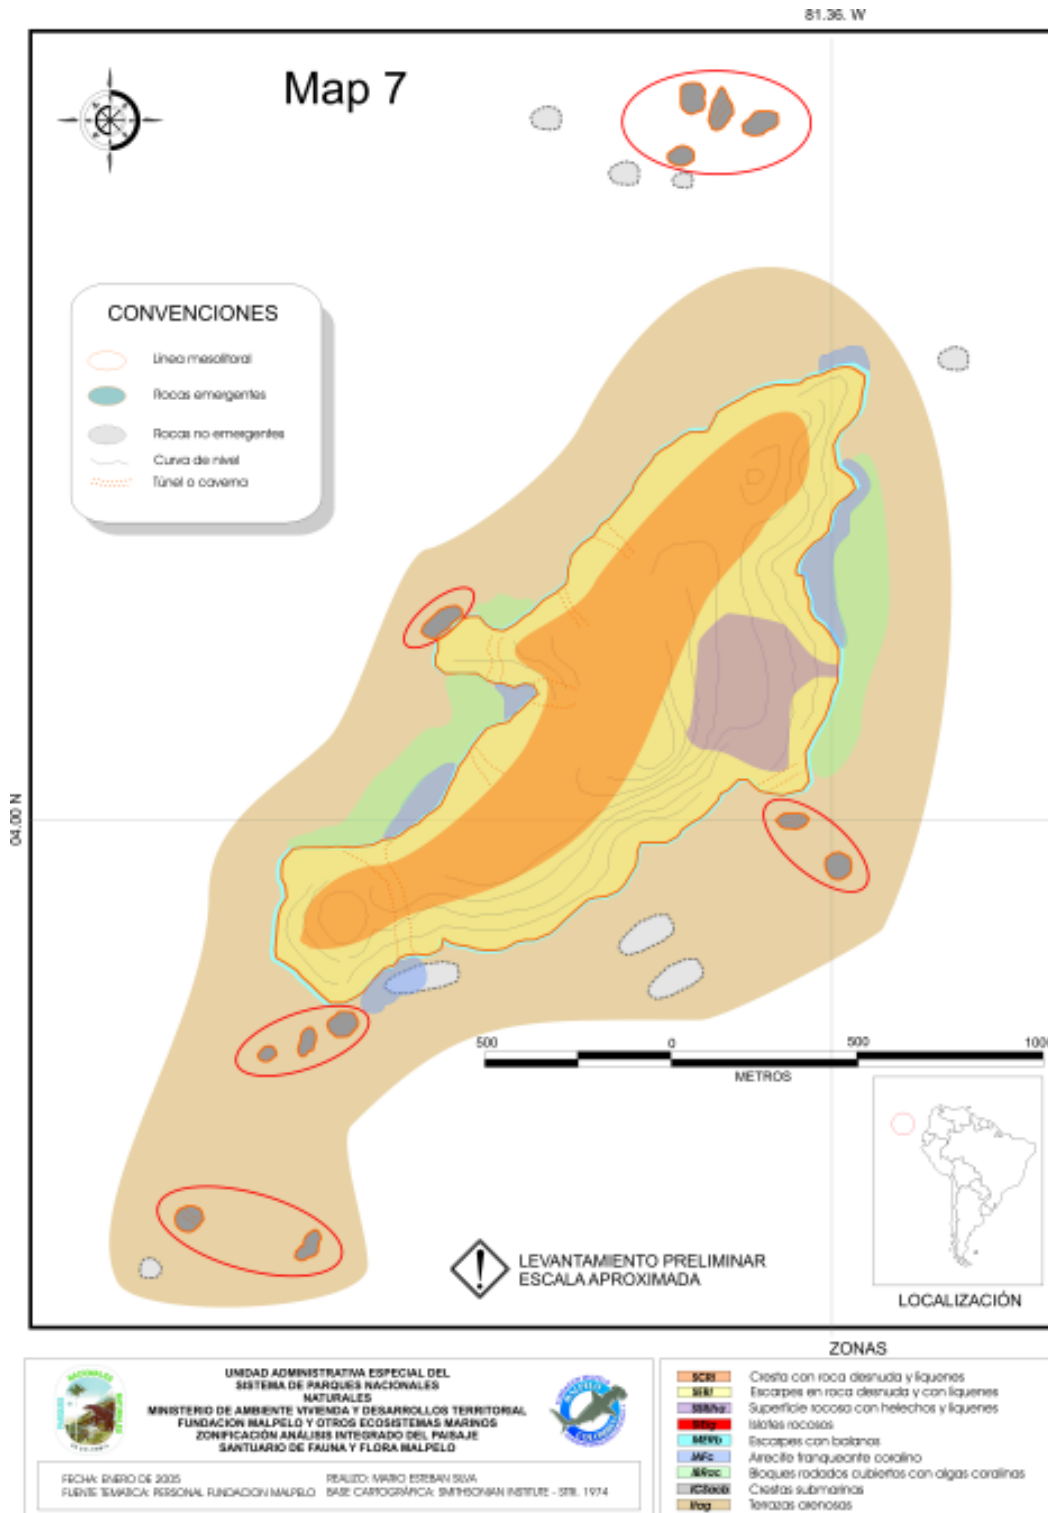 81.36. W
Map 7
CONVENCIONES
Línea mesolitoral
Rocas emergentes
Rocas no emergentes
Curva de nivel
Túnel o caverna
04.00 N
500 0 500 1000
METROS
LEVANTAMIENTO PRELIMINAR
ESCALA APROXIMADA
LOCALIZACIÓN
UNIDAD ADMINISTRATIVA ESPECIAL DEL
SISTEMA DE PARQUES NACIONALES
NATURALES
MINISTERIO DE AMBIENTE VIVIENDA Y DESARROLLOS TERRITORIAL
FUNDACION MALPELO Y OTROS ECOSISTEMAS MARINOS
ZONIFICACIÓN ANÁLISIS INTEGRADO DEL PAISAJE
SANTUARIO DE FAUNA Y FLORA MALPELO
FECHA: ENERO DE 2005
REALIZO: MARIO ESTEBAN SILVA
FUENTE TEMATICA: PERSONAL FUNDACION MALPELO
BASE CARTOGRÁFICA: SMITHSONIAN INSTITUTE - STRI. 1974
ZONAS
SCRl Cresta con roca desnuda y líquenes
Escarpes en roca desnuda y con líquenes
Superficie rocosa con helechos y líquenes
Islotes rocosos
Escarpes con balanos
Arrecife franqueante coralino
Bloques rodados cubiertos con algas coralinas
Crestas submarinas
Terrazas arenosas